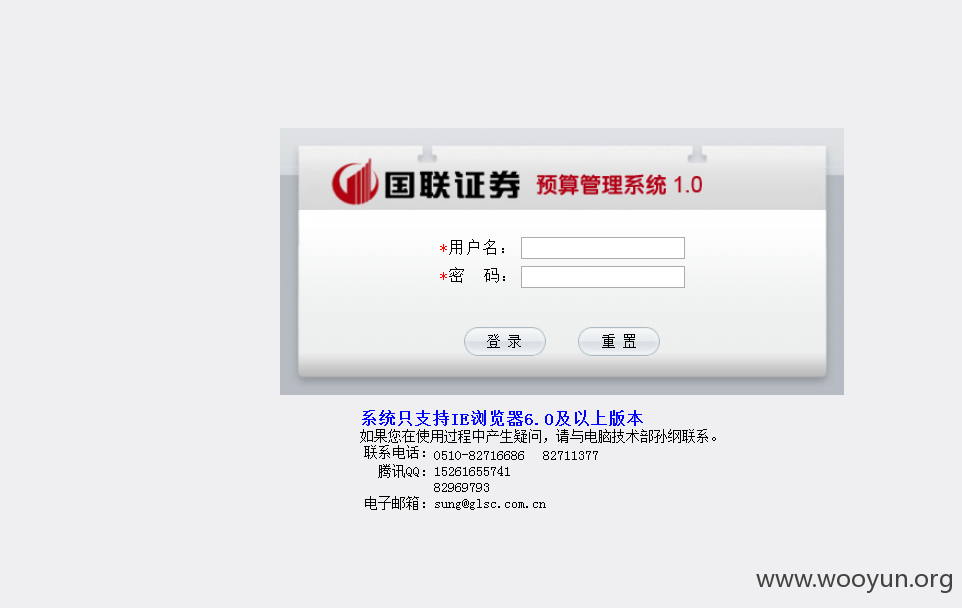 国联证券 预算管理系统 1.0
*用户名：
*密 码：
登 录 重 置
系统只支持IE浏览器6.0及以上版本
如果您在使用过程中产生疑问，请与电脑技术部孙纲联系。
联系电话：0510-82716686 82711377
腾讯QQ：15261655741
82969793
电子邮箱：sung@glsc.com.cn
www.wooyun.org